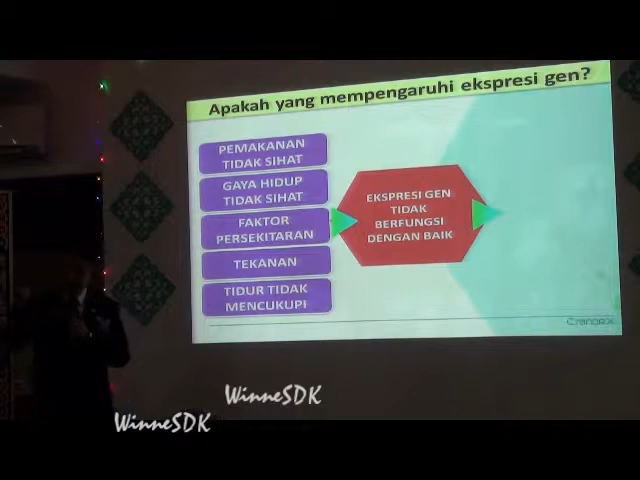 Apakah yang mempengaruhi ekspresi gen?
PEMAKANAN
TIDAK SIHAT
GAYA HIDUP
TIDAK SIHAT
FAKTOR
PERSEKITARAN
TEKANAN
TIDUR TIDAK
MENCUKUPI
EKSPRESI GEN
TIDAK
BERFUNGSI
DENGAN BAIK
WinneSDK
WinneSDK